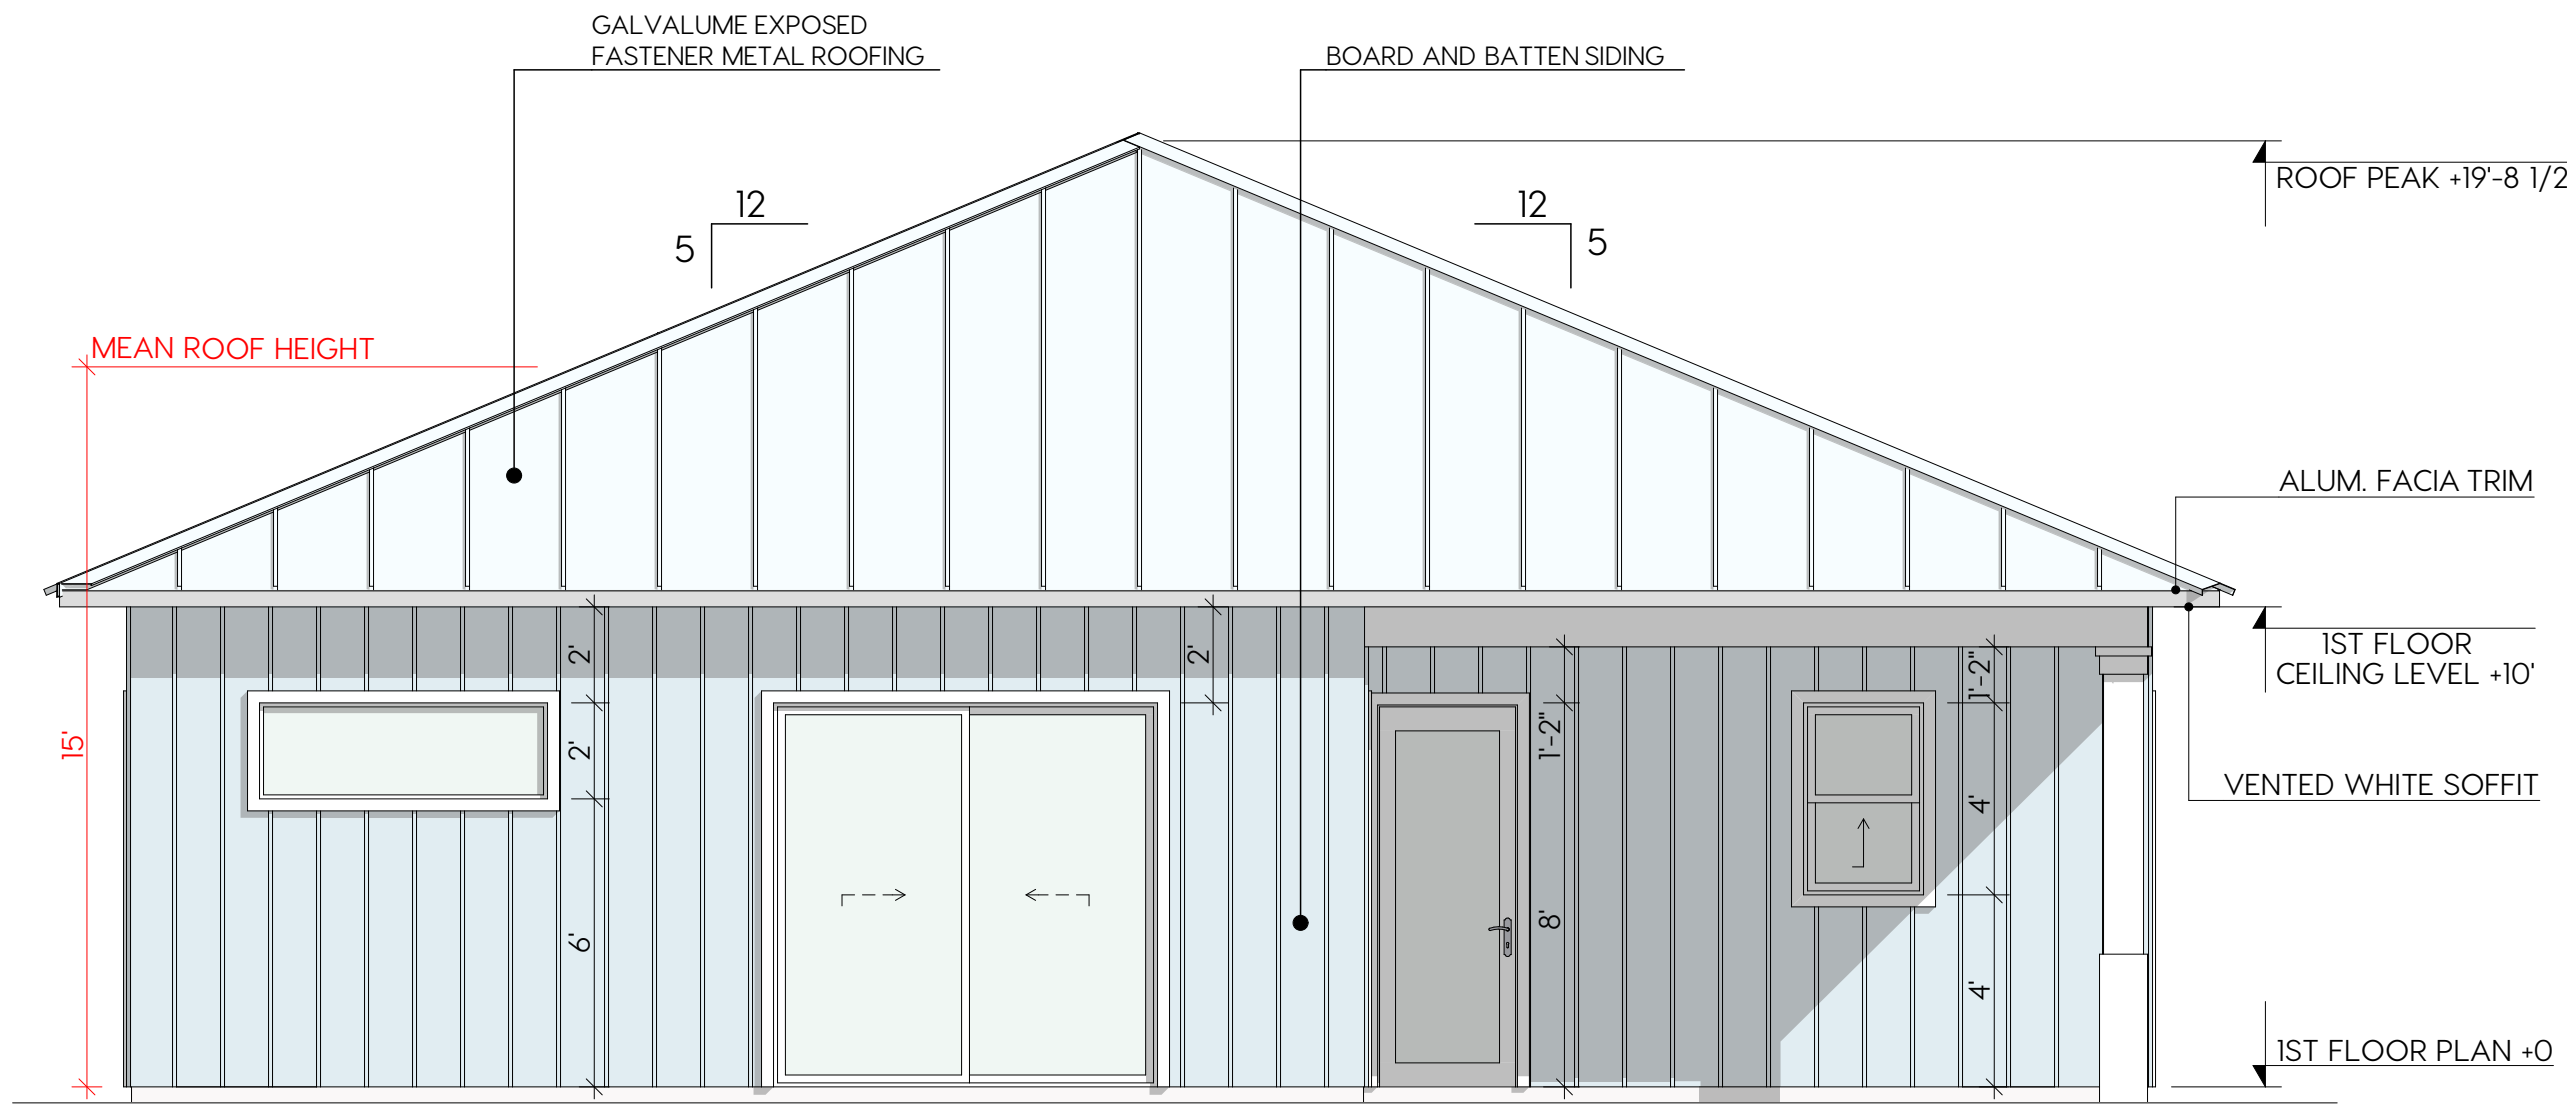 GALVALUME EXPOSED
FASTENER METAL ROOFING
BOARD AND BATTEN SIDING
ROOF PEAK +19'-8 1/2
12
5
12
5
MEAN ROOF HEIGHT
ALUM. FACIA TRIM
1ST FLOOR
CEILING LEVEL +10'
2'
2'
1'-2"
15'
2'
1'-2"
4'
VENTED WHITE SOFFIT
6'
8'
4'
1ST FLOOR PLAN +0